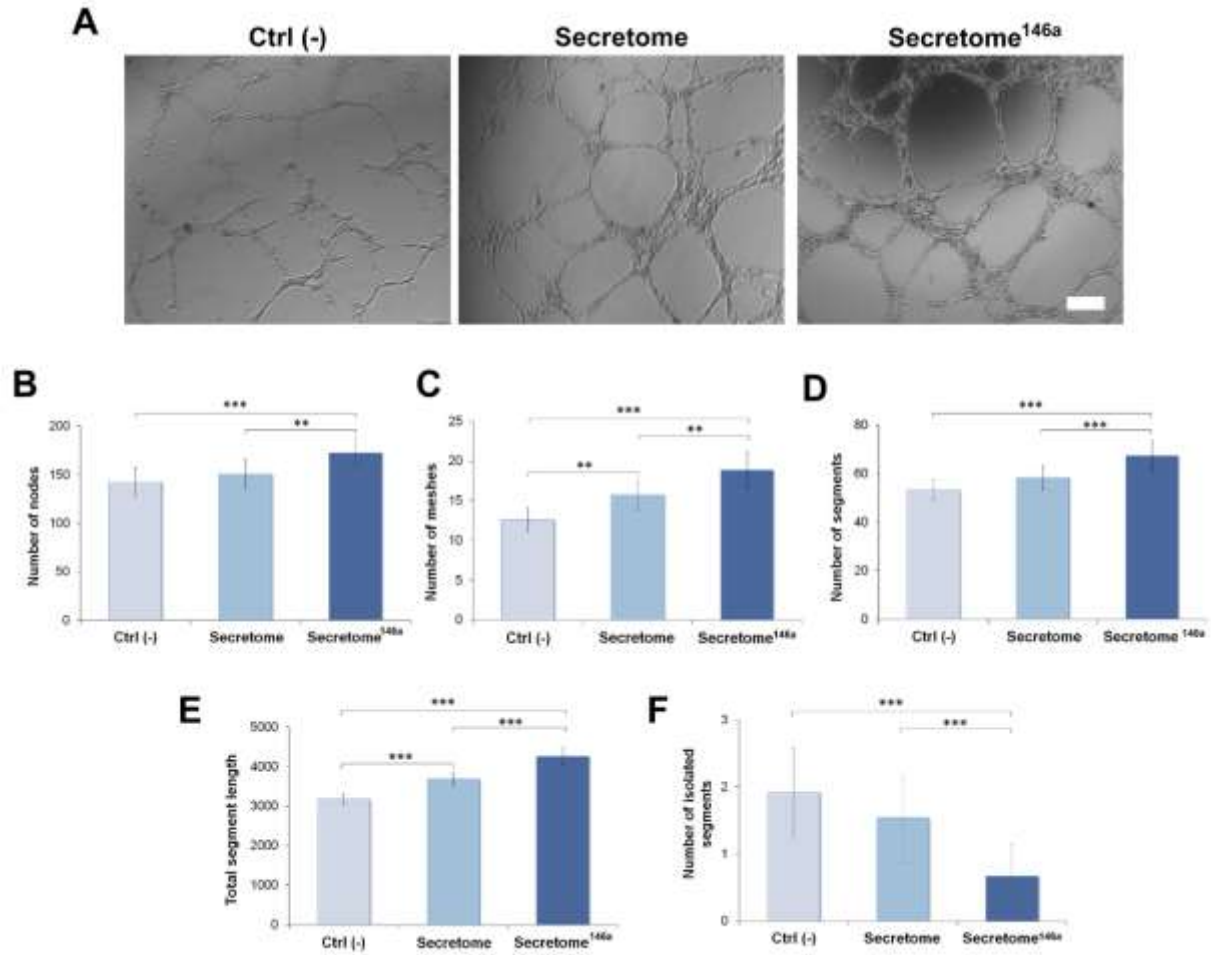 A
Ctrl (-) Secretome Secretome146a
B
Number of nodes
200
150
100
50
0
***
**
Ctrl (-) Secretome Secretome146a
C
Number of meshes
25
20
15
10
5
0
***
**
**
Ctrl (-) Secretome Secretome146a
D
Number of segments
80
60
40
20
0
***
***
Ctrl (-) Secretome Secretome 146a
E
Total segment length
5000
4000
3000
2000
1000
0
***
***
***
Ctrl (-) Secretome Secretome146a
F
Number of isolated
segments
3
2
1
0
***
***
Ctrl (-) Secretome Secretome146a